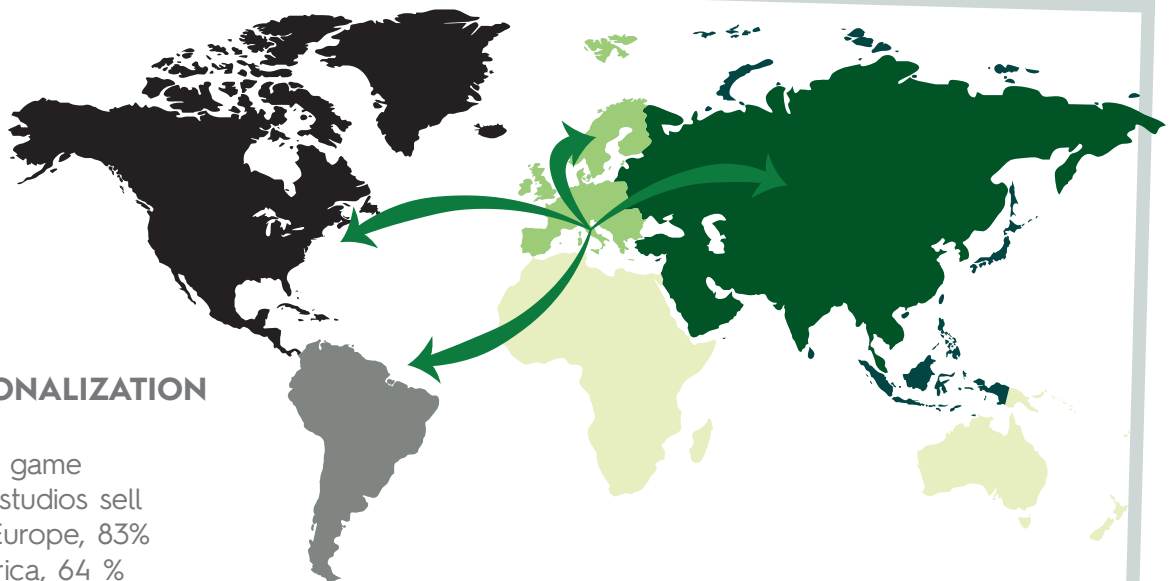 ONALIZATION
game
studios sell
Europe, 83%
rica, 64 %